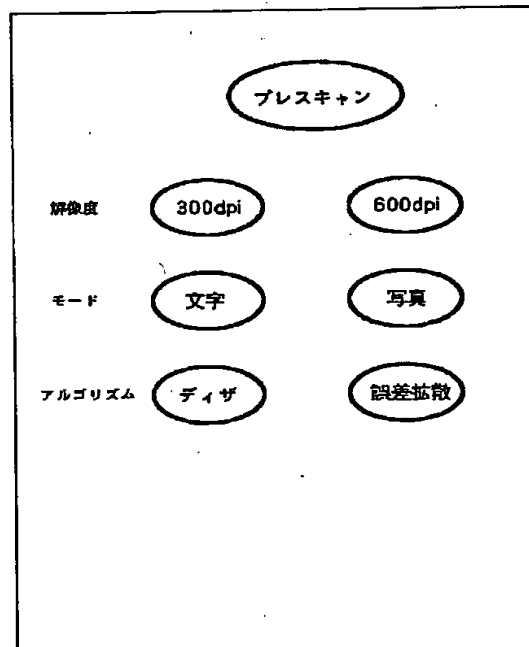 プレスキャン
解像度 300dpi 600dpi
モード 文字 写真
アルゴリズム ディザ 誤差拡散